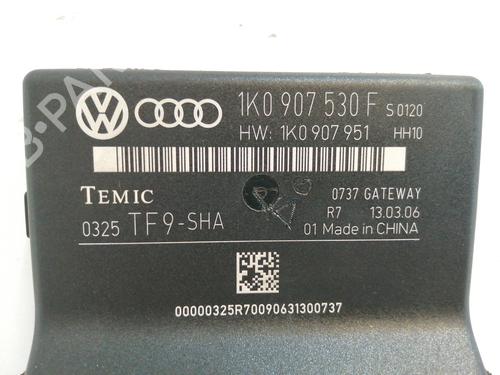 1K0 907 530 F S 0120
HW: 1K0 907 951 HH10
TEMIC 0737 GATEWAY
R7 13.03.06
0325 TF9-SHA 01 Made in CHINA
00000325R70090631300737